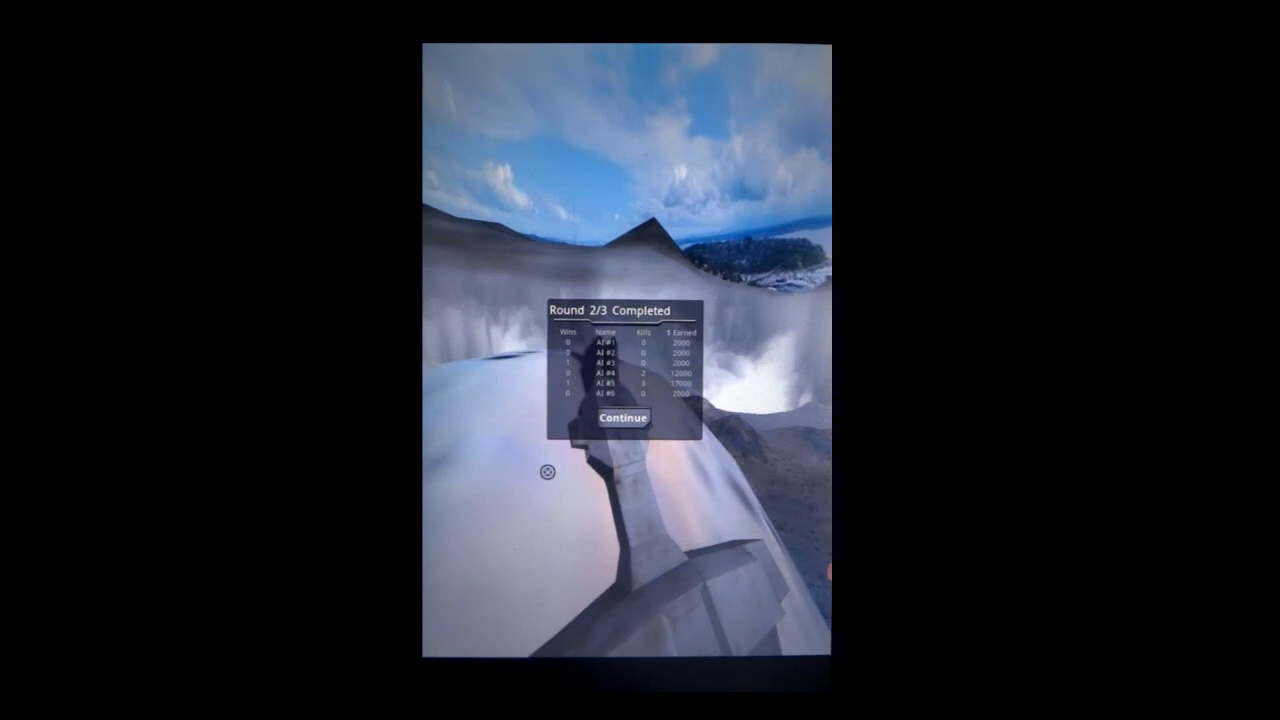 Round 2/3 Completed
Wins Name Kills $ Earned
0 AI #1 0 2000
0 AI #2 0 2000
1 AI #3 0 2000
0 AI #4 2 12000
1 AI #5 3 17000
0 AI #6 0 2000
Continue